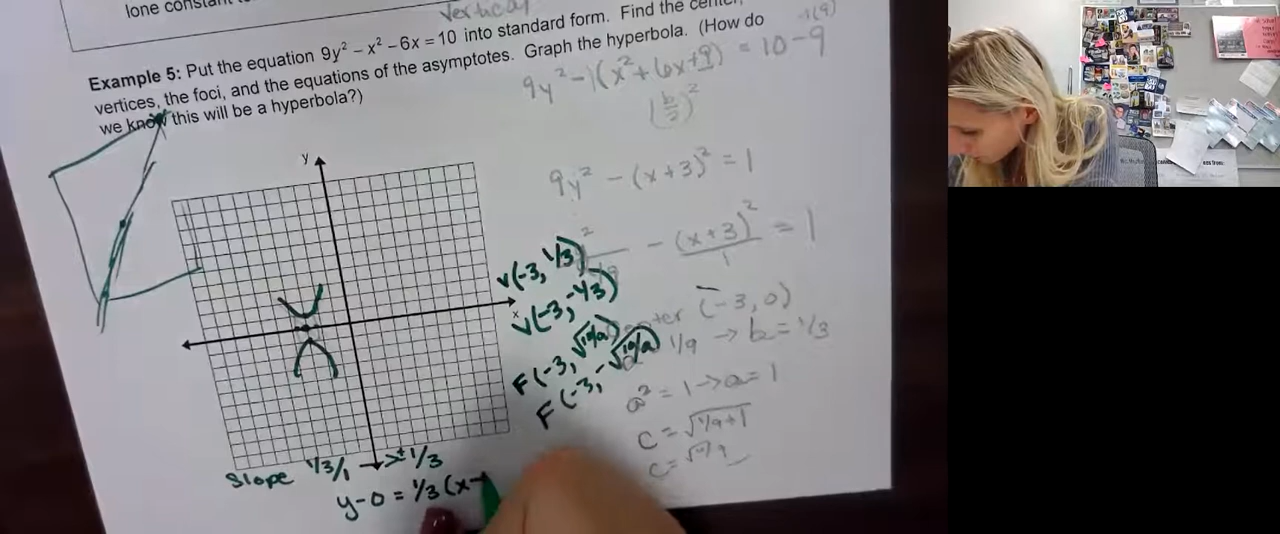 lone constant
Vertical
Example 5: Put the equation 9y² – x² – 6x = 10 into standard form. Find the center,
vertices, the foci, and the equations of the asymptotes. Graph the hyperbola. (How do
we know this will be a hyperbola?)
-1(9)
9y² - 1(x² + 6x + 9) = 10 - 9
(b/2)²
9y² - (x+3)² = 1
y
- (x+3)²/1 = 1
V(-3, 1/3)
x
V(-3, -1/3)
(-3, 0)
F(-3, √10/9)
1/9 → b = 1/3
F(-3, -√10/9)
a² = 1 → a = 1
c = √1/9+1
Slope 1/3/1 → ± 1/3
y-0 = 1/3 (x-